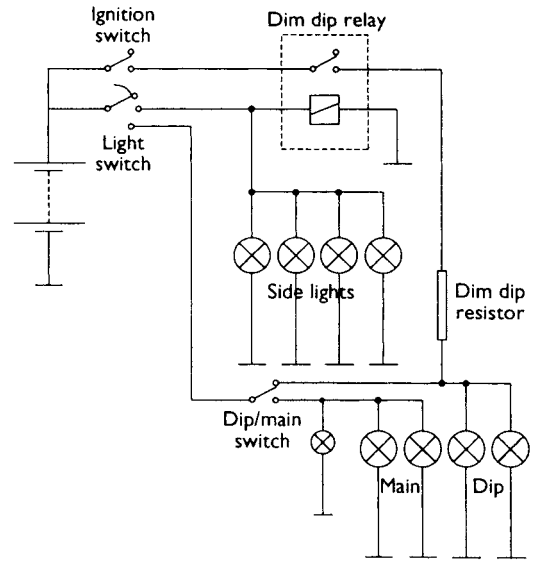 Ignition
switch
Dim dip relay
Light
switch
Side lights
Dim dip
resistor
Dip/main
switch
Main
Dip